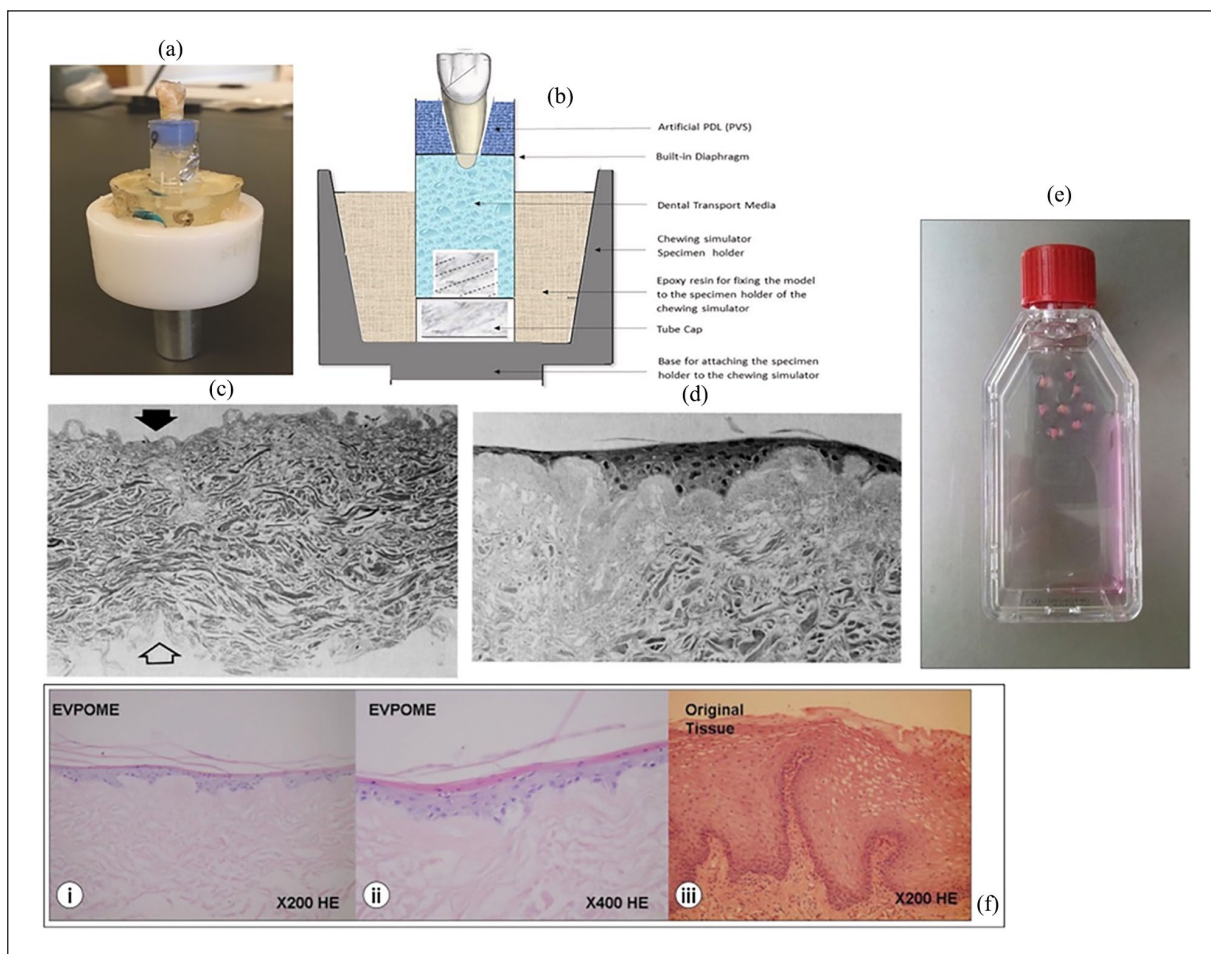 (a)
(b)
Artificial PDL (PVS)
Built-in Diaphragm
Dental Transport Media
Chewing simulator
Specimen holder
Epoxy resin for fixing the model
to the specimen holder of the
chewing simulator
Tube Cap
Base for attaching the specimen
holder to the chewing simulator
(c)
(d)
(e)
EVPOME
i
X200 HE
EVPOME
ii
X400 HE
Original
Tissue
iii
X200 HE
(f)